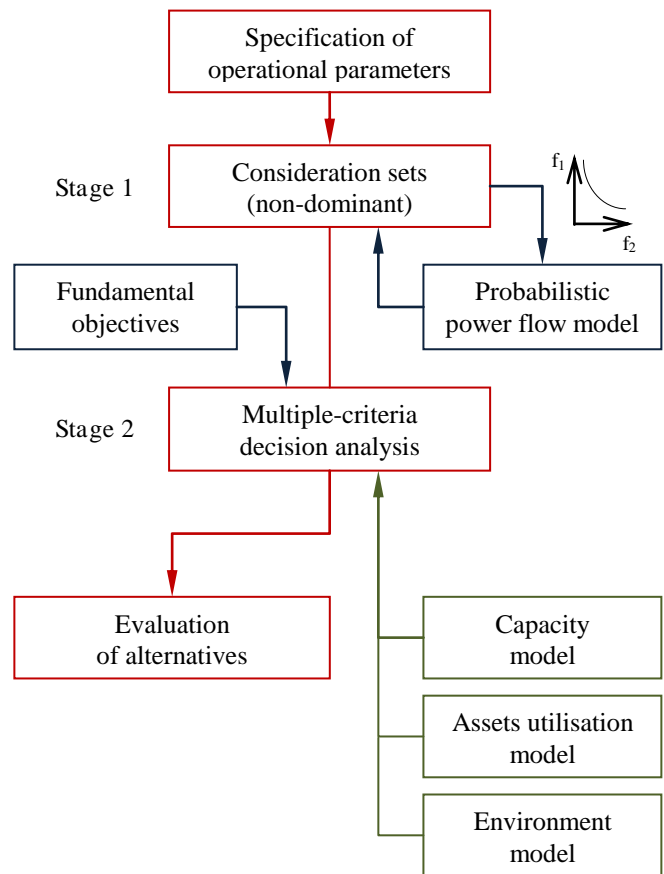 Specification of
operational parameters
Stage 1
Consideration sets
(non-dominant)
f1
f2
Fundamental
objectives
Probabilistic
power flow model
Stage 2
Multiple-criteria
decision analysis
Evaluation
of alternatives
Capacity
model
Assets utilisation
model
Environment
model